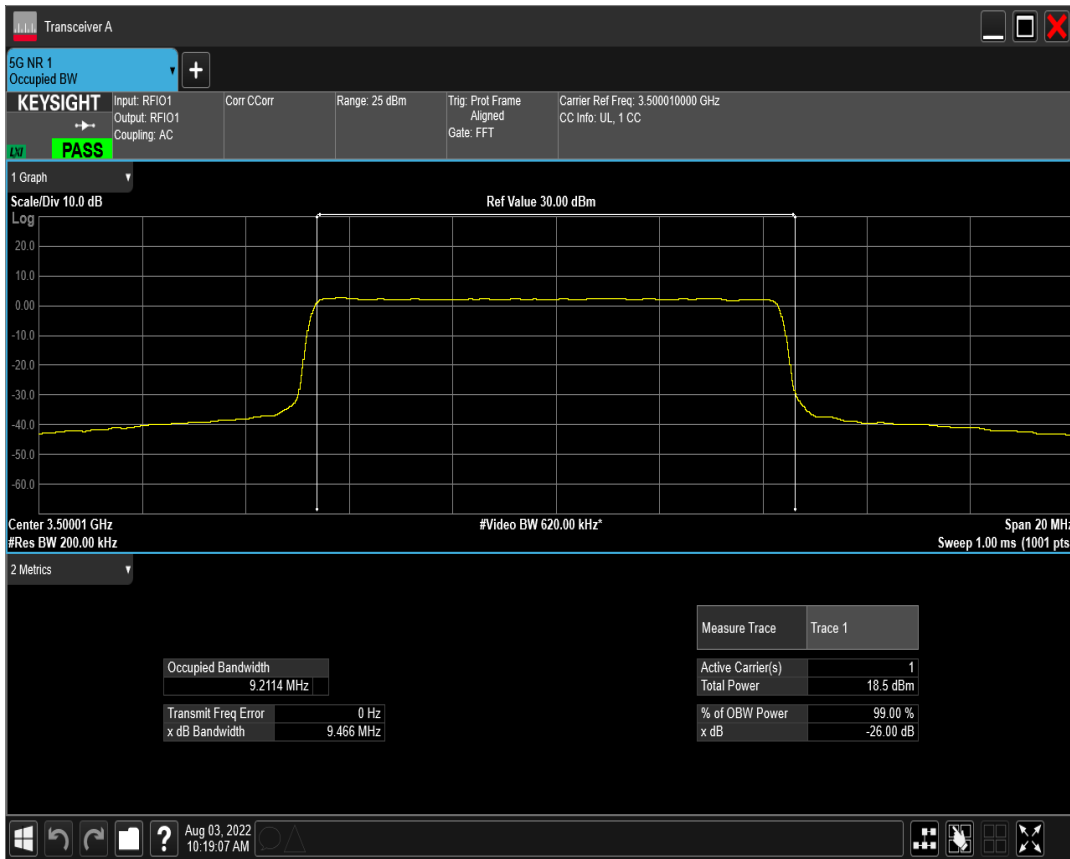 Transceiver A
5G NR 1
Occupied BW
KEYSIGHT
LXI
PASS
Input: RFIO1
Output: RFIO1
Coupling: AC
Corr CCorr
Range: 25 dBm
Trig: Prot Frame
Aligned
Gate: FFT
Carrier Ref Freq: 3.500010000 GHz
CC Info: UL, 1 CC
1 Graph
Scale/Div 10.0 dB
Ref Value 30.00 dBm
Log
20.0
10.0
0.00
-10.0
-20.0
-30.0
-40.0
-50.0
-60.0
Center 3.50001 GHz
#Video BW 620.00 kHz*
Span 20 MHz
#Res BW 200.00 kHz
Sweep 1.00 ms (1001 pts
2 Metrics
Measure Trace Trace 1
Occupied Bandwidth
9.2114 MHz
Active Carrier(s) 1
Total Power 18.5 dBm
Transmit Freq Error 0 Hz
x dB Bandwidth 9.466 MHz
% of OBW Power 99.00 %
x dB -26.00 dB
?
Aug 03, 2022
10:19:07 AM